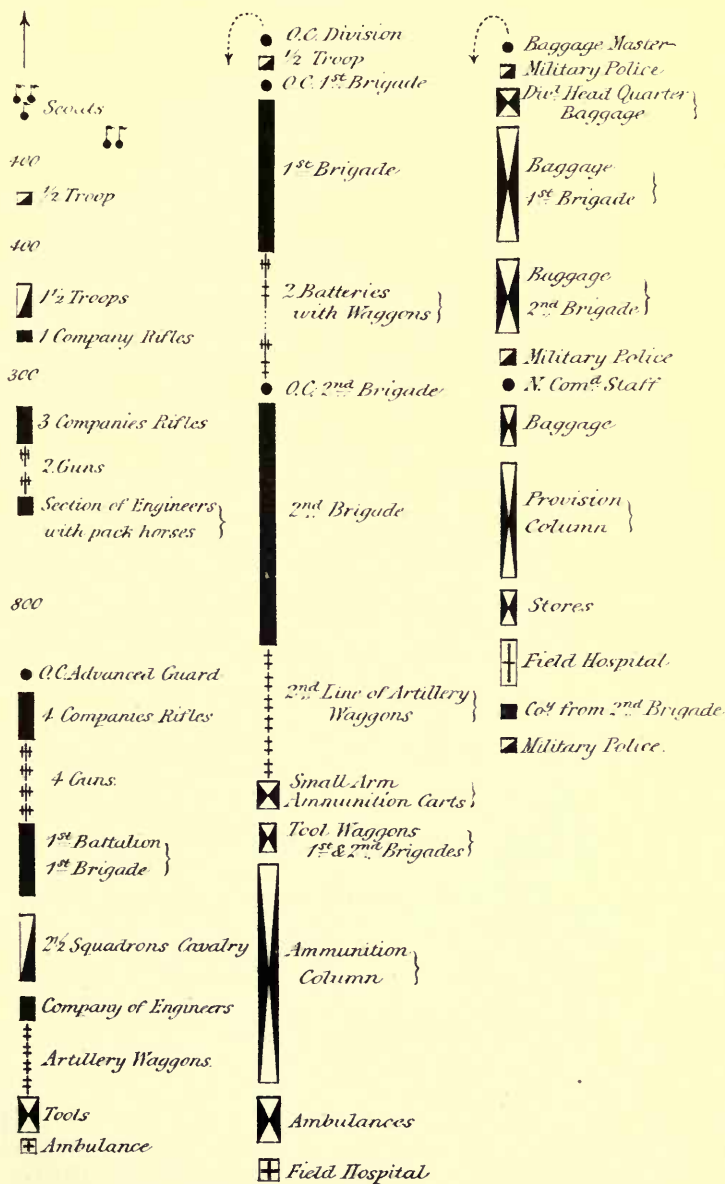 Scouts
400
½ Troop
400
1½ Troops
1 Company Rifles
300
3 Companies Rifles
2 Guns
Section of Engineers
with pack horses }
800
O.C. Advanced Guard
4 Companies Rifles
4 Guns.
1st Battalion
1st Brigade }
2½ Squadrons Cavalry
Company of Engineers
Artillery Waggons.
Tools
Ambulance
O.C. Division
½ Troop
O.C. 1st Brigade
1st Brigade
2 Batteries
with Waggons }
O.C. 2nd Brigade
2nd Brigade
2nd Line of Artillery
Waggons }
Small Arm
Ammunition Carts }
Tool Waggons
1st & 2nd Brigades }
Ammunition
Column }
Ambulances
Field Hospital
Baggage Master
Military Police
Divl Head Quarter
Baggage }
Baggage
1st Brigade }
Baggage
2nd Brigade }
Military Police
N. Comd Staff
Baggage
Provision
Column }
Stores
Field Hospital
Coy from 2nd Brigade
Military Police.